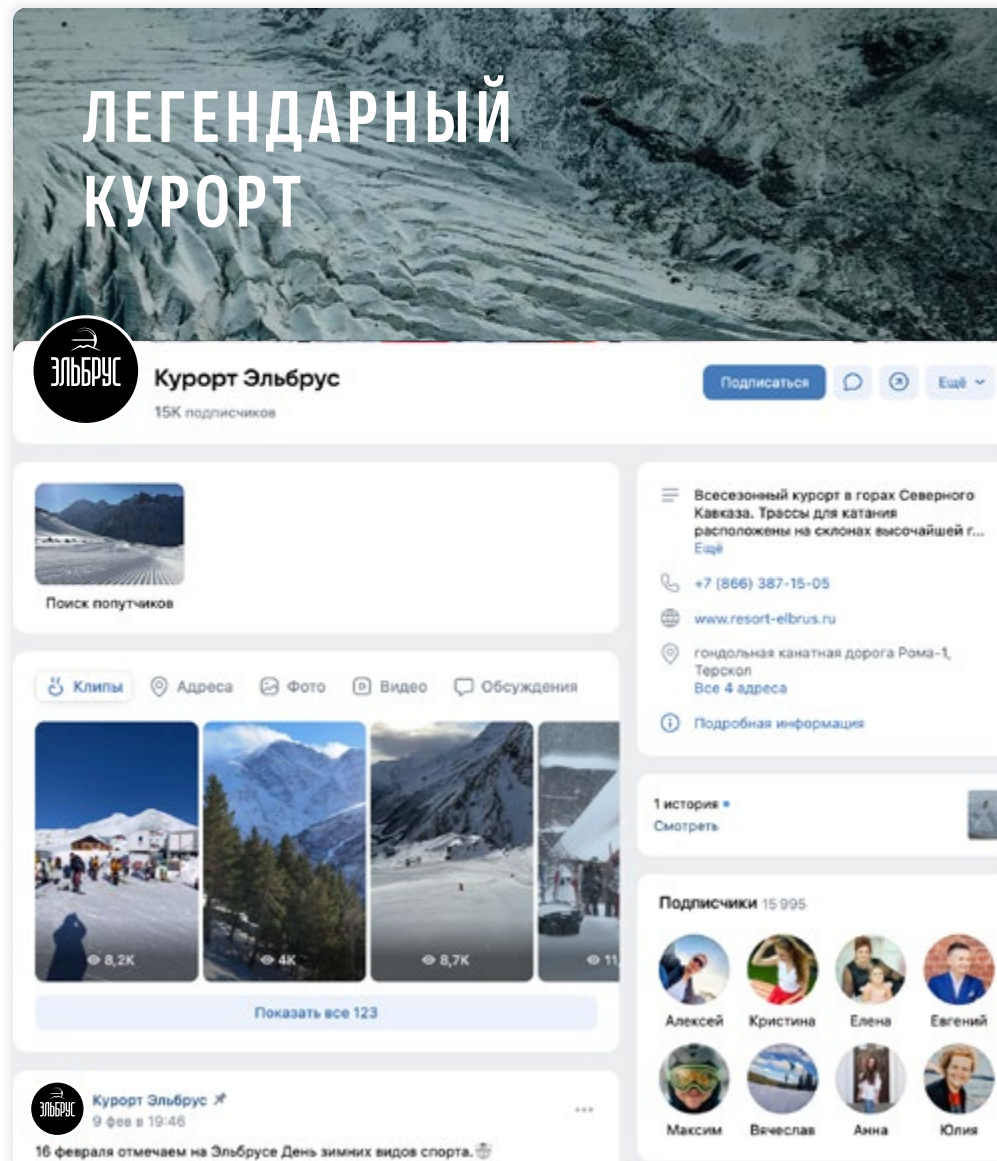 ЛЕГЕНДАРНЫЙ
КУРОРТ
ЭЛЬБРУС
Курорт Эльбрус
15K подписчиков
Подписаться
Ещё
Поиск попутчиков
Клипы
Адреса
Фото
Видео
Обсуждения
8,2K
4K
8,7K
11,
Показать все 123
ЭЛЬБРУС
Курорт Эльбрус
9 фев в 19:46
16 февраля отмечаем на Эльбрусе День зимних видов спорта.
Всесезонный курорт в горах Северного
Кавказа. Трассы для катания
расположены на склонах высочайшей г...
Ещё
+7 (866) 387-15-05
www.resort-elbrus.ru
гондольная канатная дорога Рома-1,
Терскол
Все 4 адреса
Подробная информация
1 история
Смотреть
Подписчики 15 995
Алексей
Кристина
Елена
Евгений
Максим
Вячеслав
Анна
Юлия